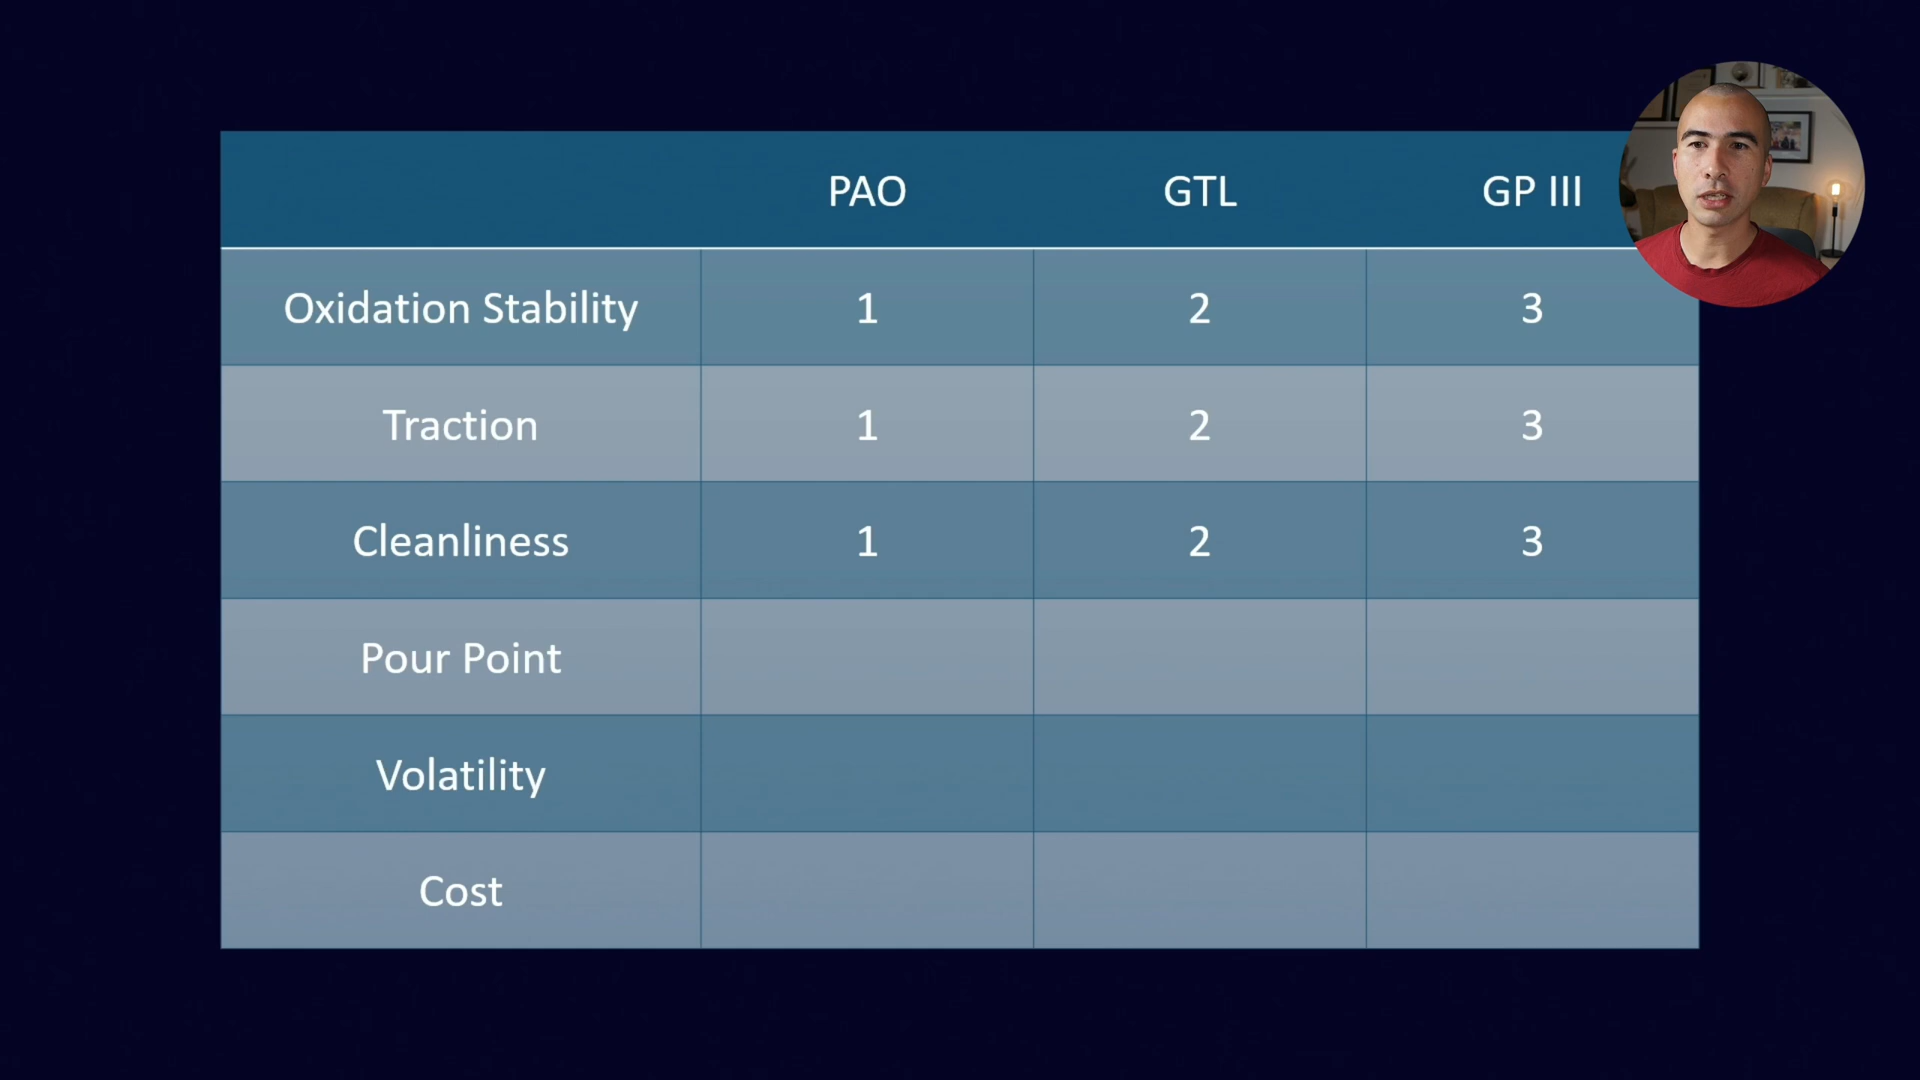 PAO GTL GP III
Oxidation Stability 1 2 3
Traction 1 2 3
Cleanliness 1 2 3
Pour Point
Volatility
Cost